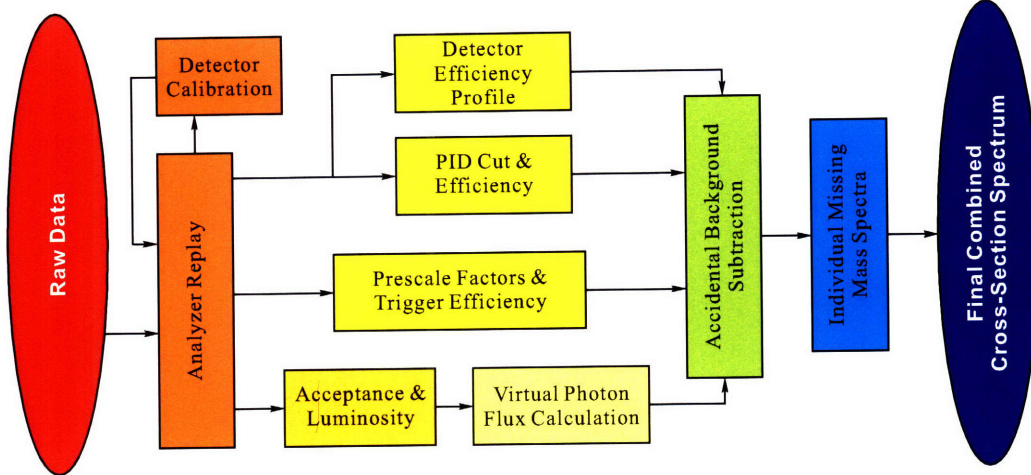 Raw Data
Detector
Calibration
Analyzer Replay
Detector
Efficiency
Profile
PID Cut &
Efficiency
Prescale Factors &
Trigger Efficiency
Acceptance &
Luminosity
Virtual Photon
Flux Calculation
Accidental Background
Subtraction
Individual Missing
Mass Spectra
Final Combined
Cross-Section Spectrum